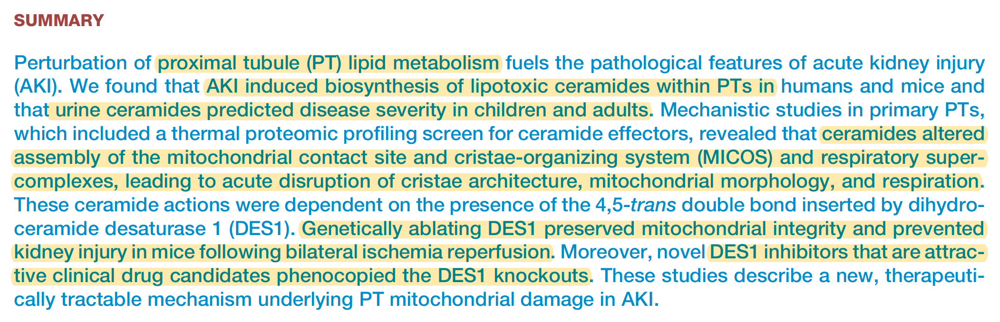 SUMMARY
Perturbation of proximal tubule (PT) lipid metabolism fuels the pathological features of acute kidney injury
(AKI). We found that AKI induced biosynthesis of lipotoxic ceramides within PTs in humans and mice and
that urine ceramides predicted disease severity in children and adults. Mechanistic studies in primary PTs,
which included a thermal proteomic profiling screen for ceramide effectors, revealed that ceramides altered
assembly of the mitochondrial contact site and cristae-organizing system (MICOS) and respiratory super-
complexes, leading to acute disruption of cristae architecture, mitochondrial morphology, and respiration.
These ceramide actions were dependent on the presence of the 4,5-trans double bond inserted by dihydro-
ceramide desaturase 1 (DES1). Genetically ablating DES1 preserved mitochondrial integrity and prevented
kidney injury in mice following bilateral ischemia reperfusion. Moreover, novel DES1 inhibitors that are attrac-
tive clinical drug candidates phenocopied the DES1 knockouts. These studies describe a new, therapeuti-
cally tractable mechanism underlying PT mitochondrial damage in AKI.